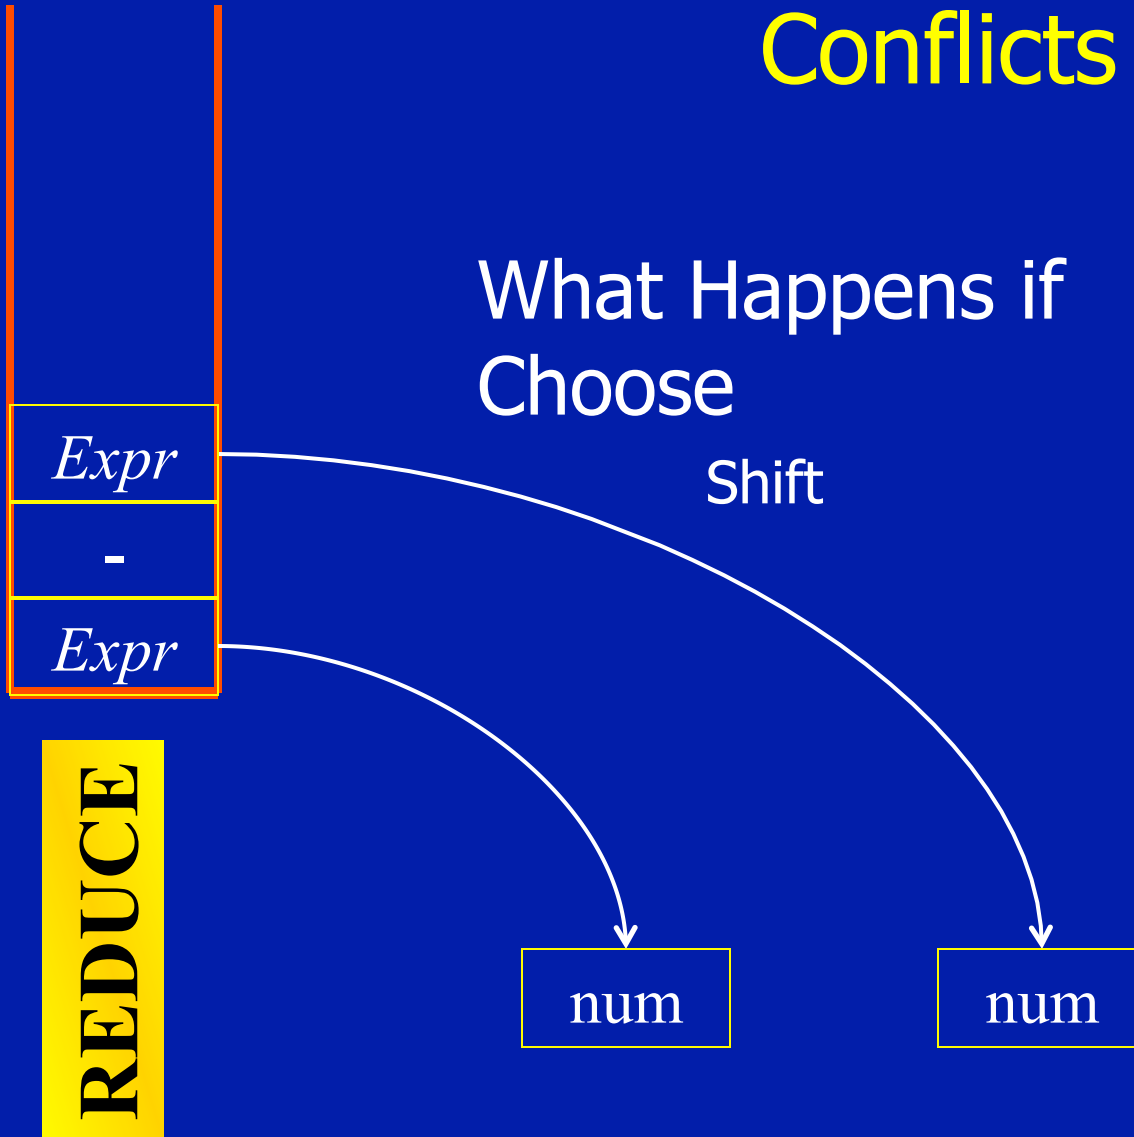 Conflicts
What Happens if
Choose
Shift
Expr
-
Expr
REDUCE
num
num